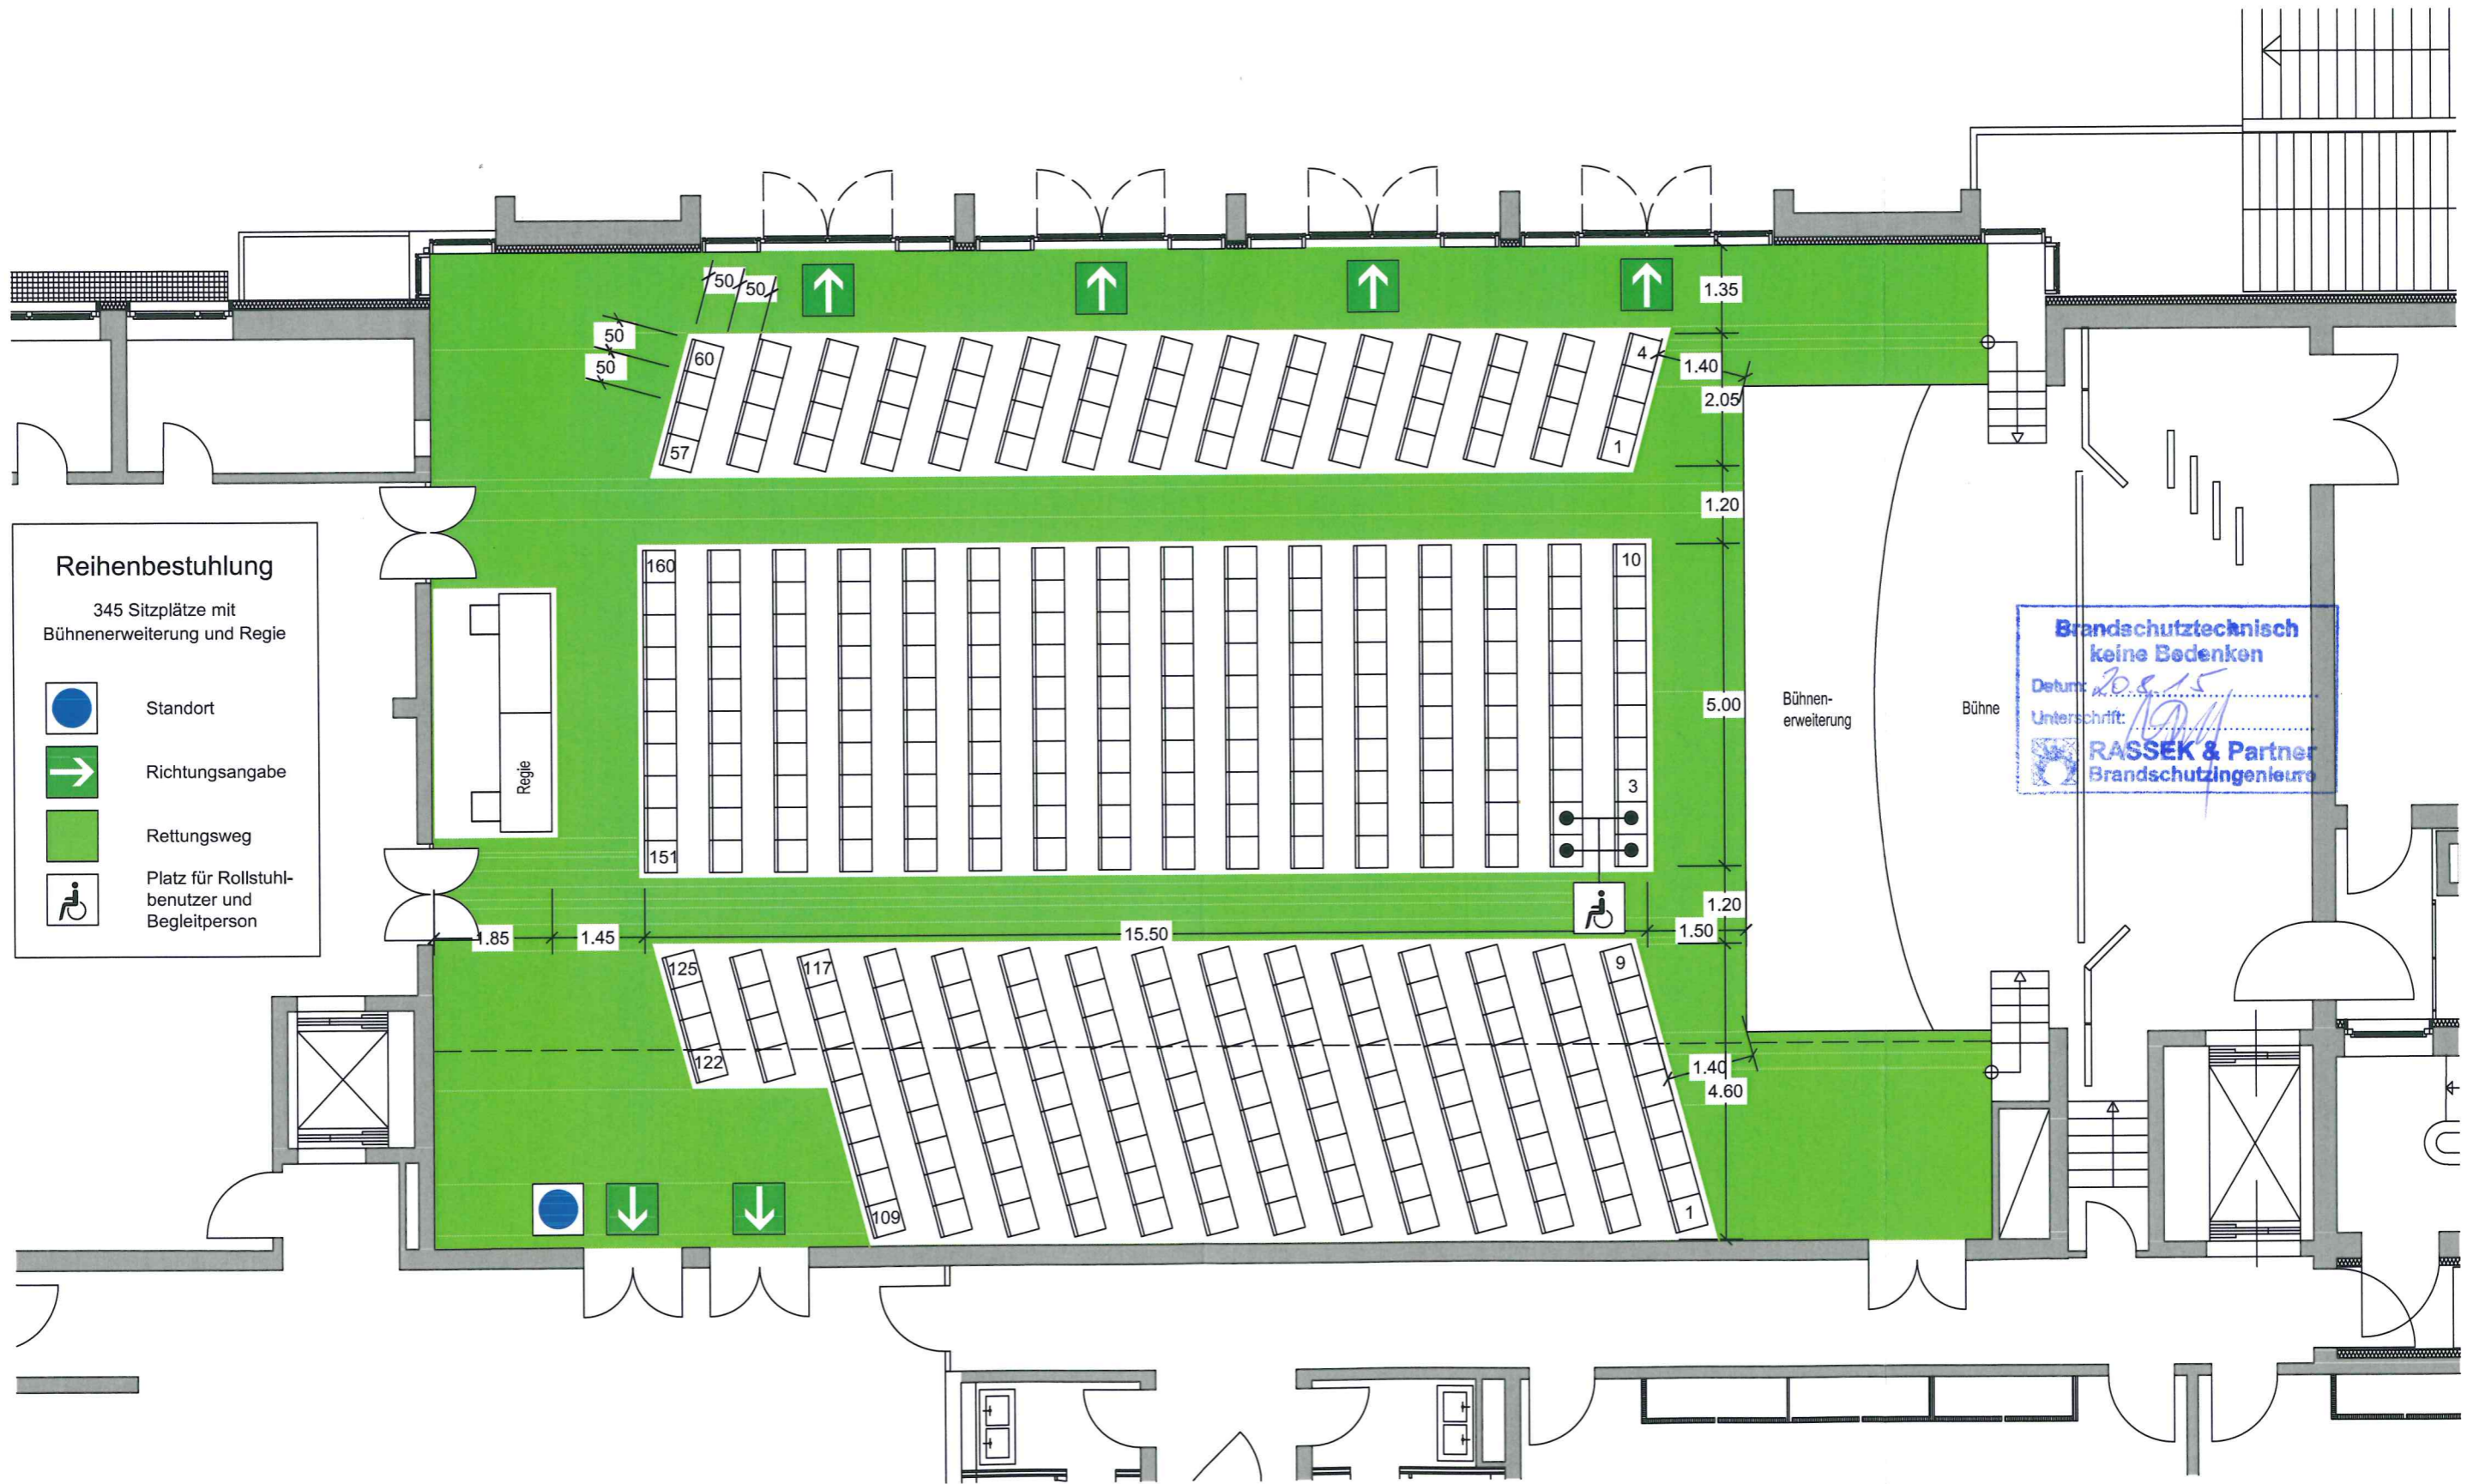 50
50
1.35
50
50
60
4
1.40
2.05
57
1
1.20
Reihenbestuhlung
345 Sitzplätze mit
Bühnenerweiterung und Regie
Standort
Richtungsangabe
Rettungsweg
Platz für Rollstuhl-
benutzer und
Begleitperson
160
10
5.00
Regie
3
151
Bühnen-
erweiterung
Bühne
Brandschutztechnisch
keine Bedenken
Datum: 20.8.15
Unterschrift:
RASSEK & Partner
Brandschutzingenieure
1.20
1.85
1.45
15.50
1.50
125
117
9
122
1.40
4.60
109
1